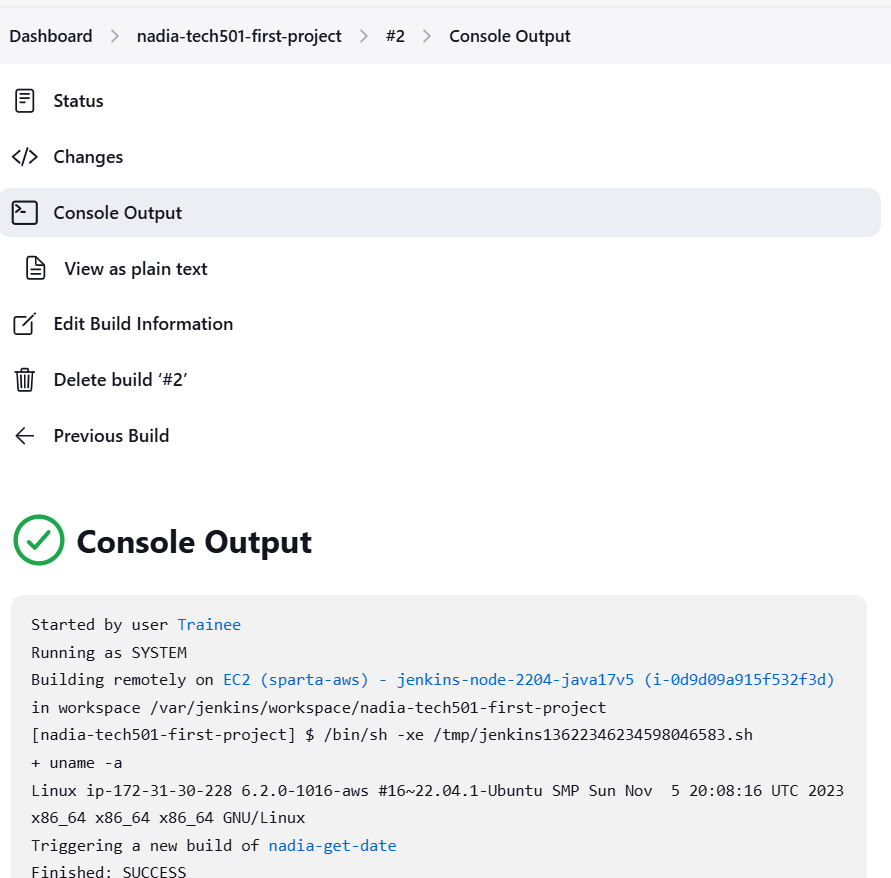 Dashboard > nadia-tech501-first-project > #2 > Console Output
Status
</> Changes
Console Output
View as plain text
Edit Build Information
Delete build ‘#2’
Previous Build
Console Output
Started by user Trainee
Running as SYSTEM
Building remotely on EC2 (sparta-aws) - jenkins-node-2204-java17v5 (i-0d9d09a915f532f3d)
in workspace /var/jenkins/workspace/nadia-tech501-first-project
[nadia-tech501-first-project] $ /bin/sh -xe /tmp/jenkins13622346234598046583.sh
+ uname -a
Linux ip-172-31-30-228 6.2.0-1016-aws #16~22.04.1-Ubuntu SMP Sun Nov  5 20:08:16 UTC 2023
x86_64 x86_64 x86_64 GNU/Linux
Triggering a new build of nadia-get-date
Finished: SUCCESS